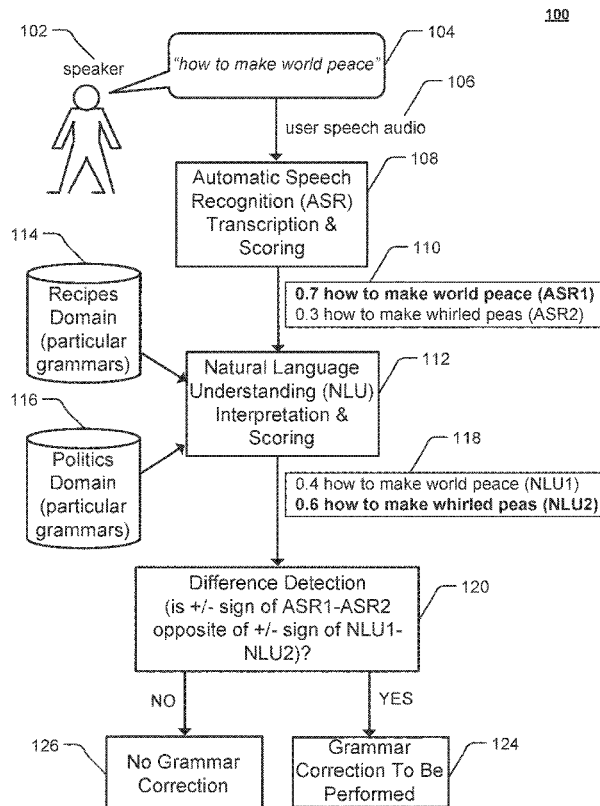 100
102
speaker
"how to make world peace"
104
106
user speech audio
Automatic Speech
Recognition (ASR)
Transcription &
Scoring
108
110
0.7 how to make world peace (ASR1)
0.3 how to make whirled peas (ASR2)
114
Recipes
Domain
(particular
grammars)
Natural Language
Understanding (NLU)
Interpretation &
Scoring
112
116
Politics
Domain
(particular
grammars)
118
0.4 how to make world peace (NLU1)
0.6 how to make whirled peas (NLU2)
Difference Detection
(is +/- sign of ASR1-ASR2
opposite of +/- sign of NLU1-
NLU2)?
120
NO
YES
126
No Grammar
Correction
Grammar
Correction To Be
Performed
124